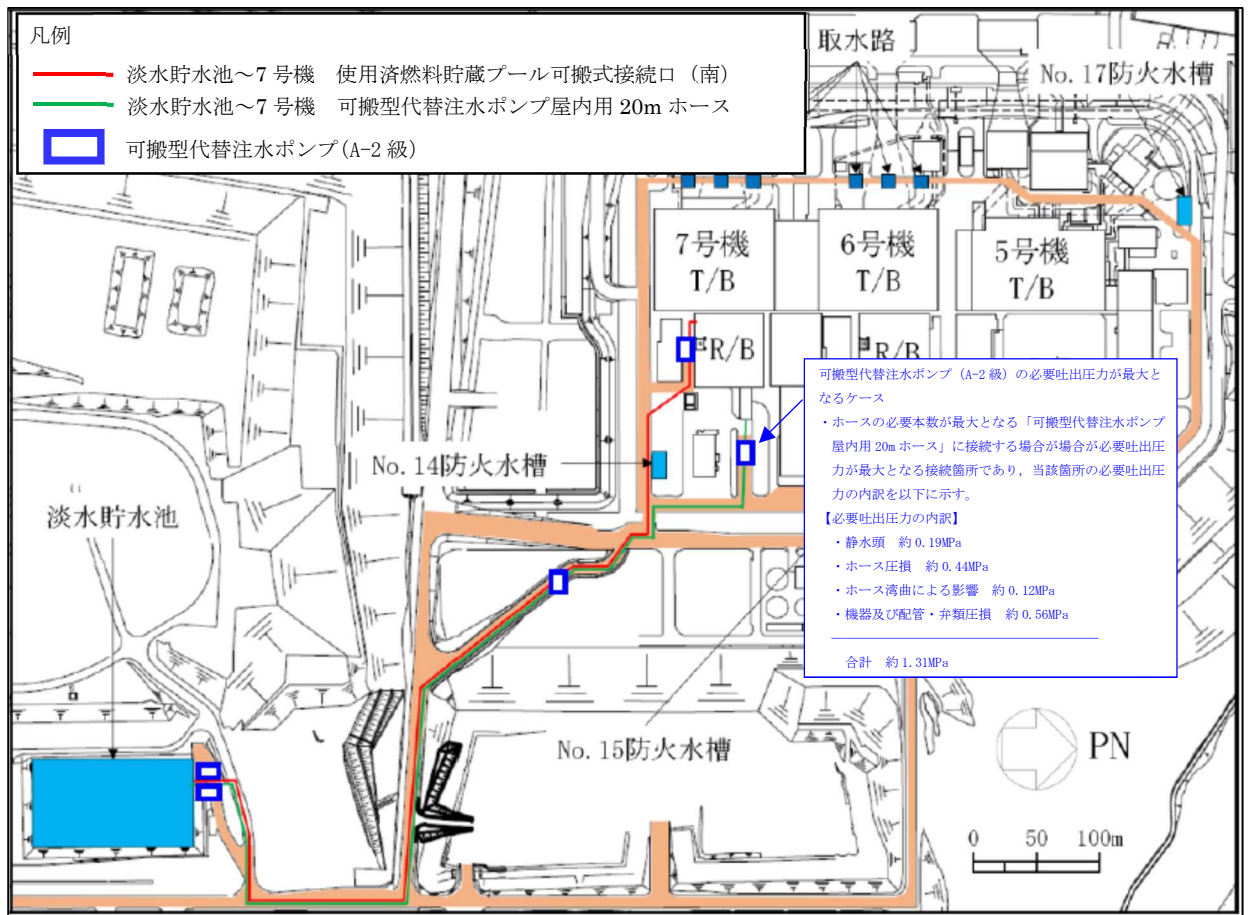 凡例
淡水貯水池～7 号機　使用済燃料貯蔵プール可搬式接続口（南）
淡水貯水池～7 号機　可搬型代替注水ポンプ屋内用 20m ホース
可搬型代替注水ポンプ(A-2 級)
取水路
No. 17防火水槽
7号機
T/B
6号機
T/B
5号機
T/B
R/B
R/B
可搬型代替注水ポンプ（A-2 級）の必要吐出圧力が最大と
なるケース
・ホースの必要本数が最大となる「可搬型代替注水ポンプ
屋内用 20m ホース」に接続する場合が場合が必要吐出圧
力が最大となる接続箇所であり，当該箇所の必要吐出圧
力の内訳を以下に示す。
【必要吐出圧力の内訳】
・静水頭　約 0.19MPa
・ホース圧損　約 0.44MPa
・ホース湾曲による影響　約 0.12MPa
・機器及び配管・弁類圧損　約 0.56MPa
合計　約 1.31MPa
No. 14防火水槽
淡水貯水池
No. 15防火水槽
PN
0 50 100m